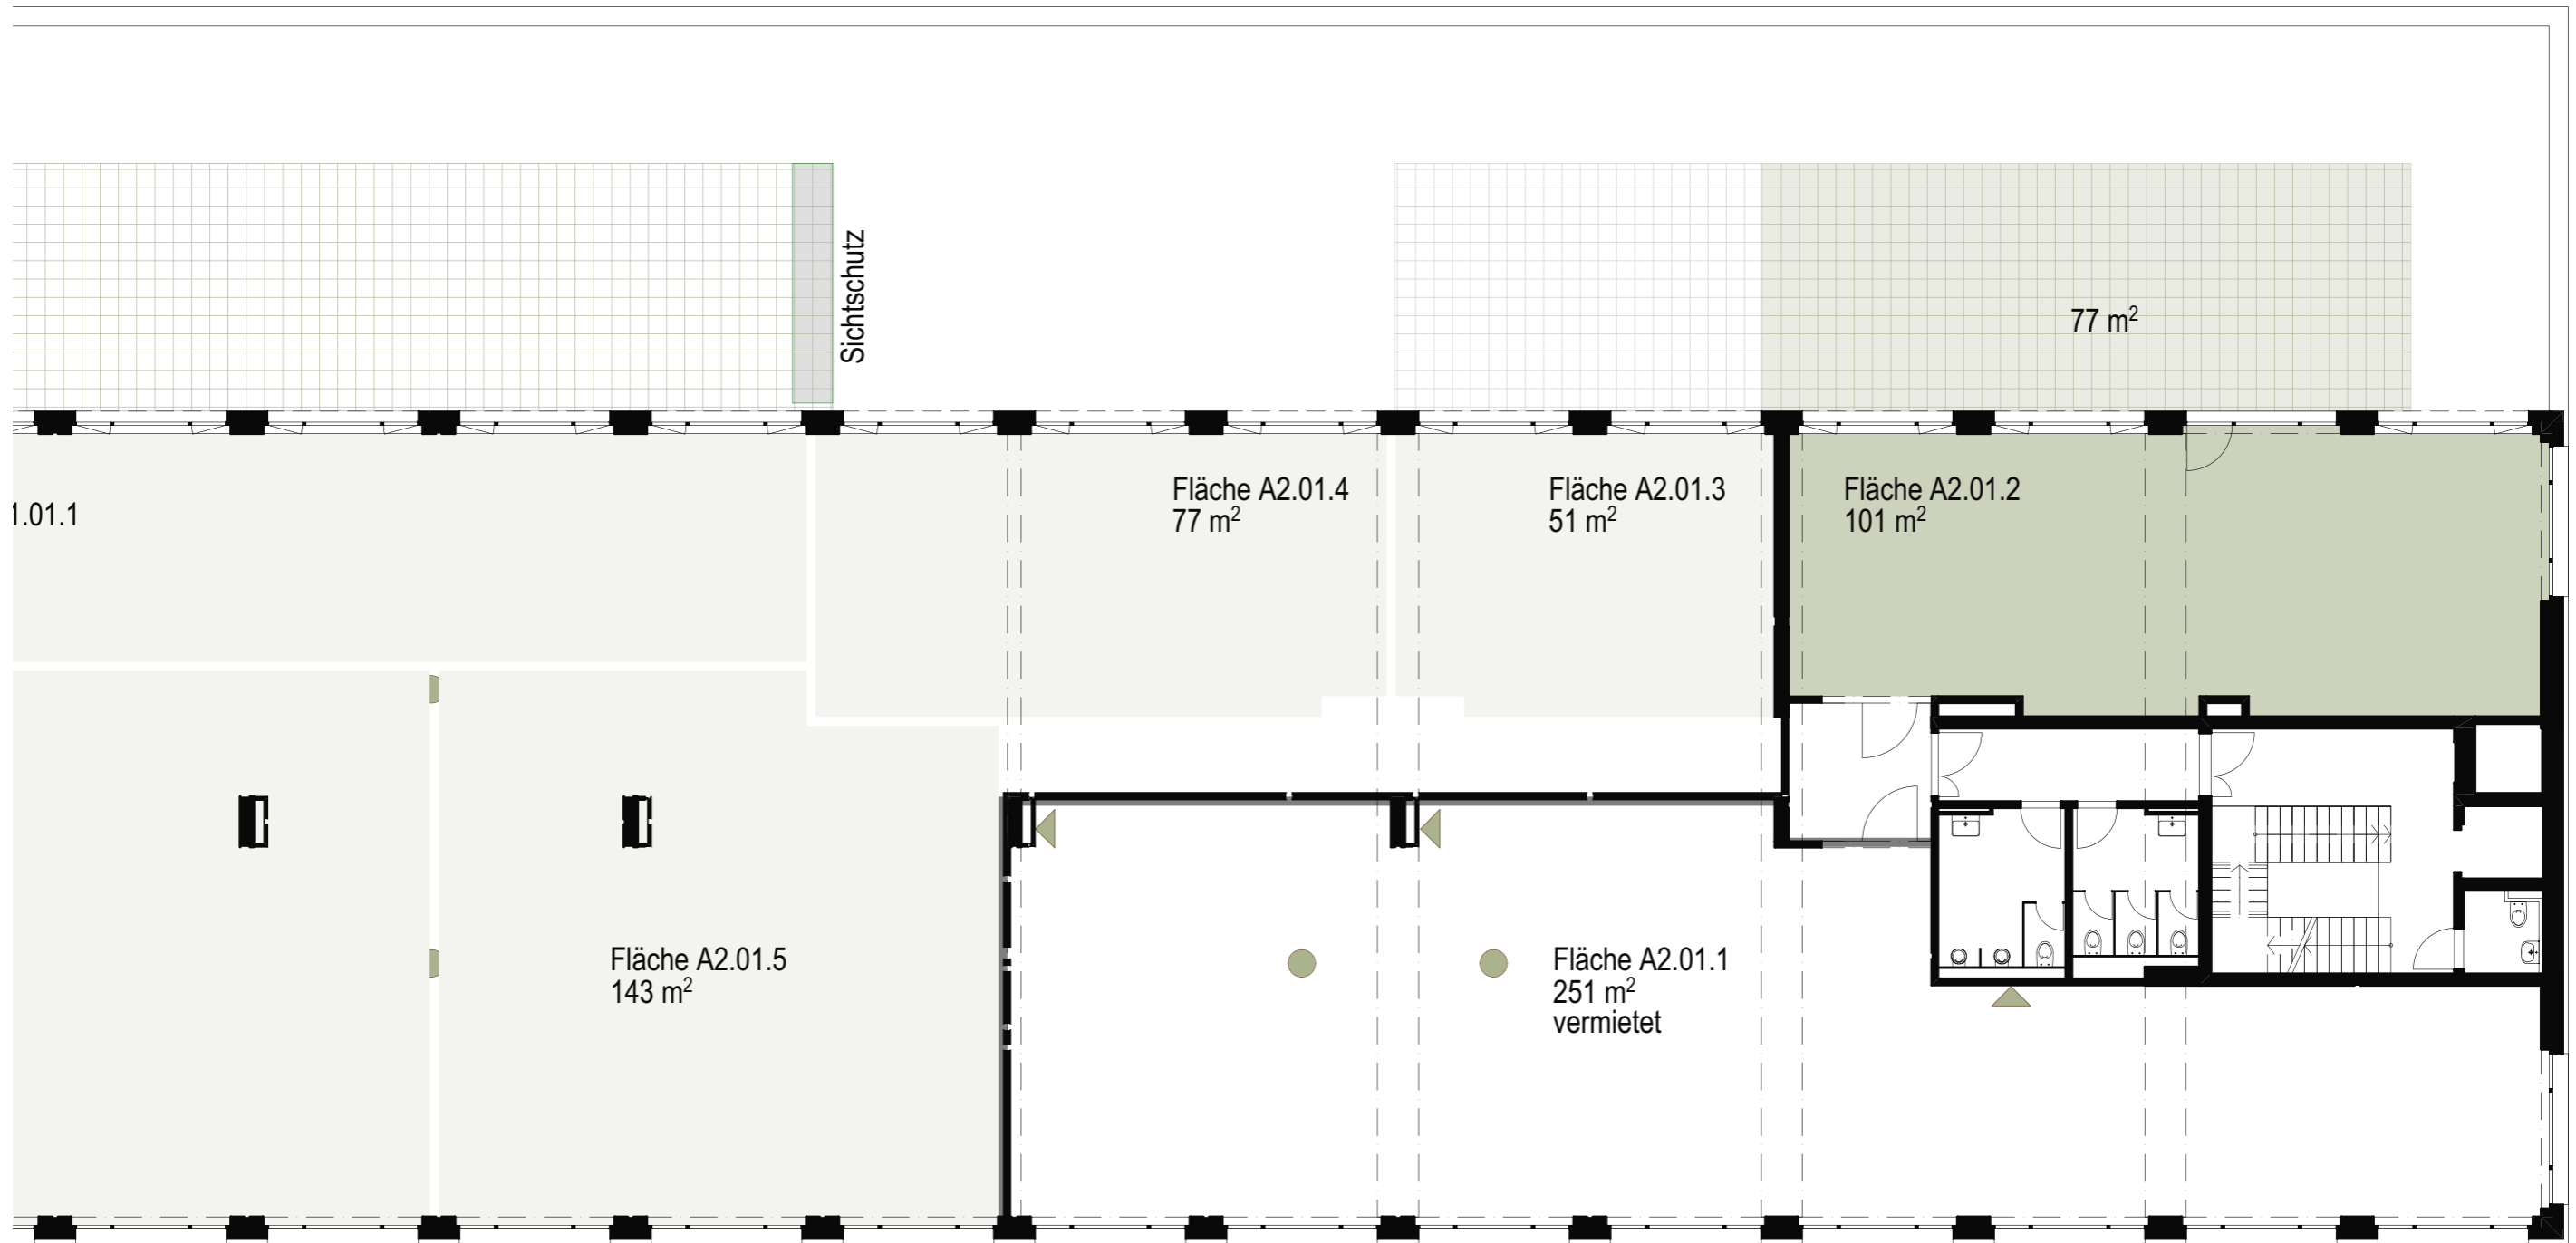 Sichtschutz
77 m²
1.01.1
Fläche A2.01.4
77 m²
Fläche A2.01.3
51 m²
Fläche A2.01.2
101 m²
Fläche A2.01.5
143 m²
Fläche A2.01.1
251 m²
vermietet